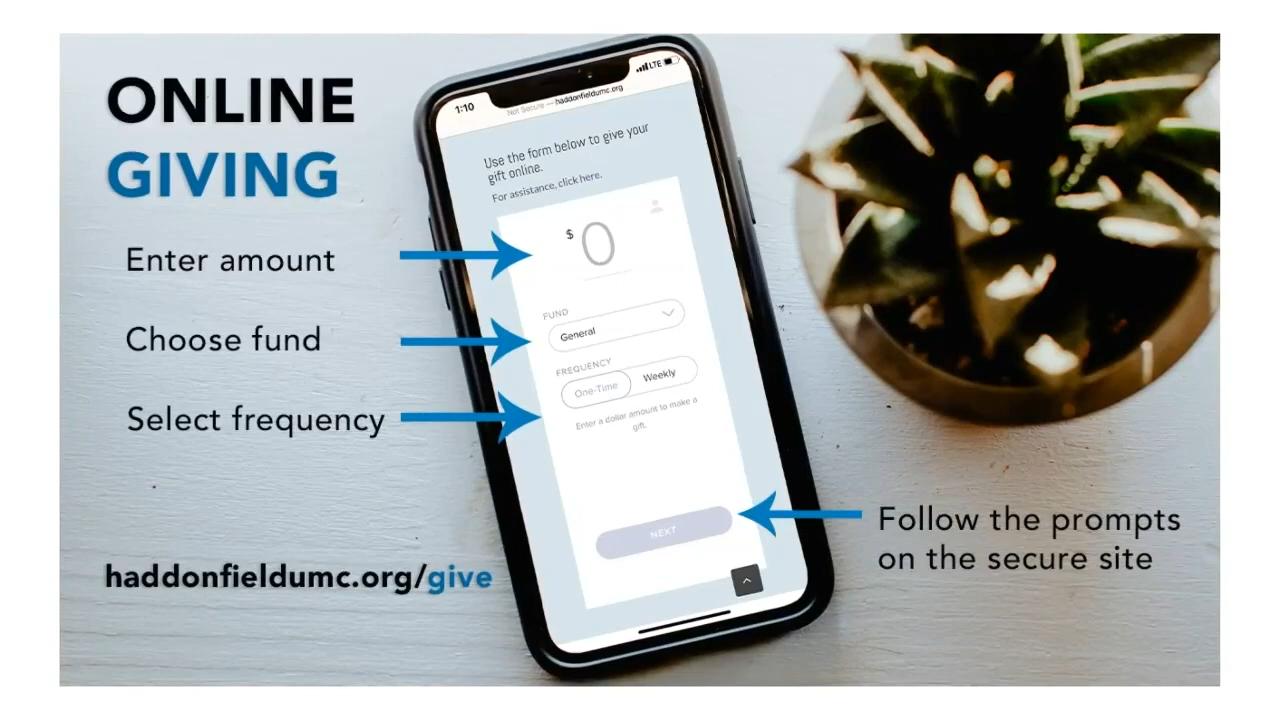 ONLINE
GIVING
Enter amount
Choose fund
Select frequency
haddonfieldumc.org/give
1:10
LTE
Not Secure — haddonfieldumc.org
Use the form below to give your
gift online.
For assistance, click here.
$ 0
FUND
General
FREQUENCY
One-Time Weekly
Enter a dollar amount to make a
gift.
NEXT
Follow the prompts
on the secure site